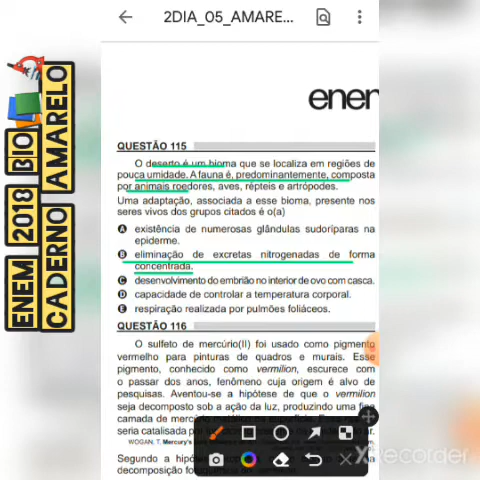 2DIA_05_AMARE...
enem
ENEM 2018 BIO
CADERNO AMARELO
QUESTÃO 115
O deserto é um bioma que se localiza em regiões de
pouca umidade. A fauna é, predominantemente, composta
por animais roedores, aves, répteis e artrópodes.
Uma adaptação, associada a esse bioma, presente nos
seres vivos dos grupos citados é o(a)
A existência de numerosas glândulas sudoríparas na
epiderme.
B eliminação de excretas nitrogenadas de forma
concentrada.
C desenvolvimento do embrião no interior de ovo com casca.
D capacidade de controlar a temperatura corporal.
E respiração realizada por pulmões foliáceos.
QUESTÃO 116
O sulfeto de mercúrio(II) foi usado como pigmento
vermelho para pinturas de quadros e murais. Esse
pigmento, conhecido como vermilion, escurece com
o passar dos anos, fenômeno cuja origem é alvo de
pesquisas. Aventou-se a hipótese de que o vermilion
seja decomposto sob a ação da luz, produzindo uma fina
camada de
seria catalisada
WOGAN, T.
Segundo a
decomposição
XRecorder